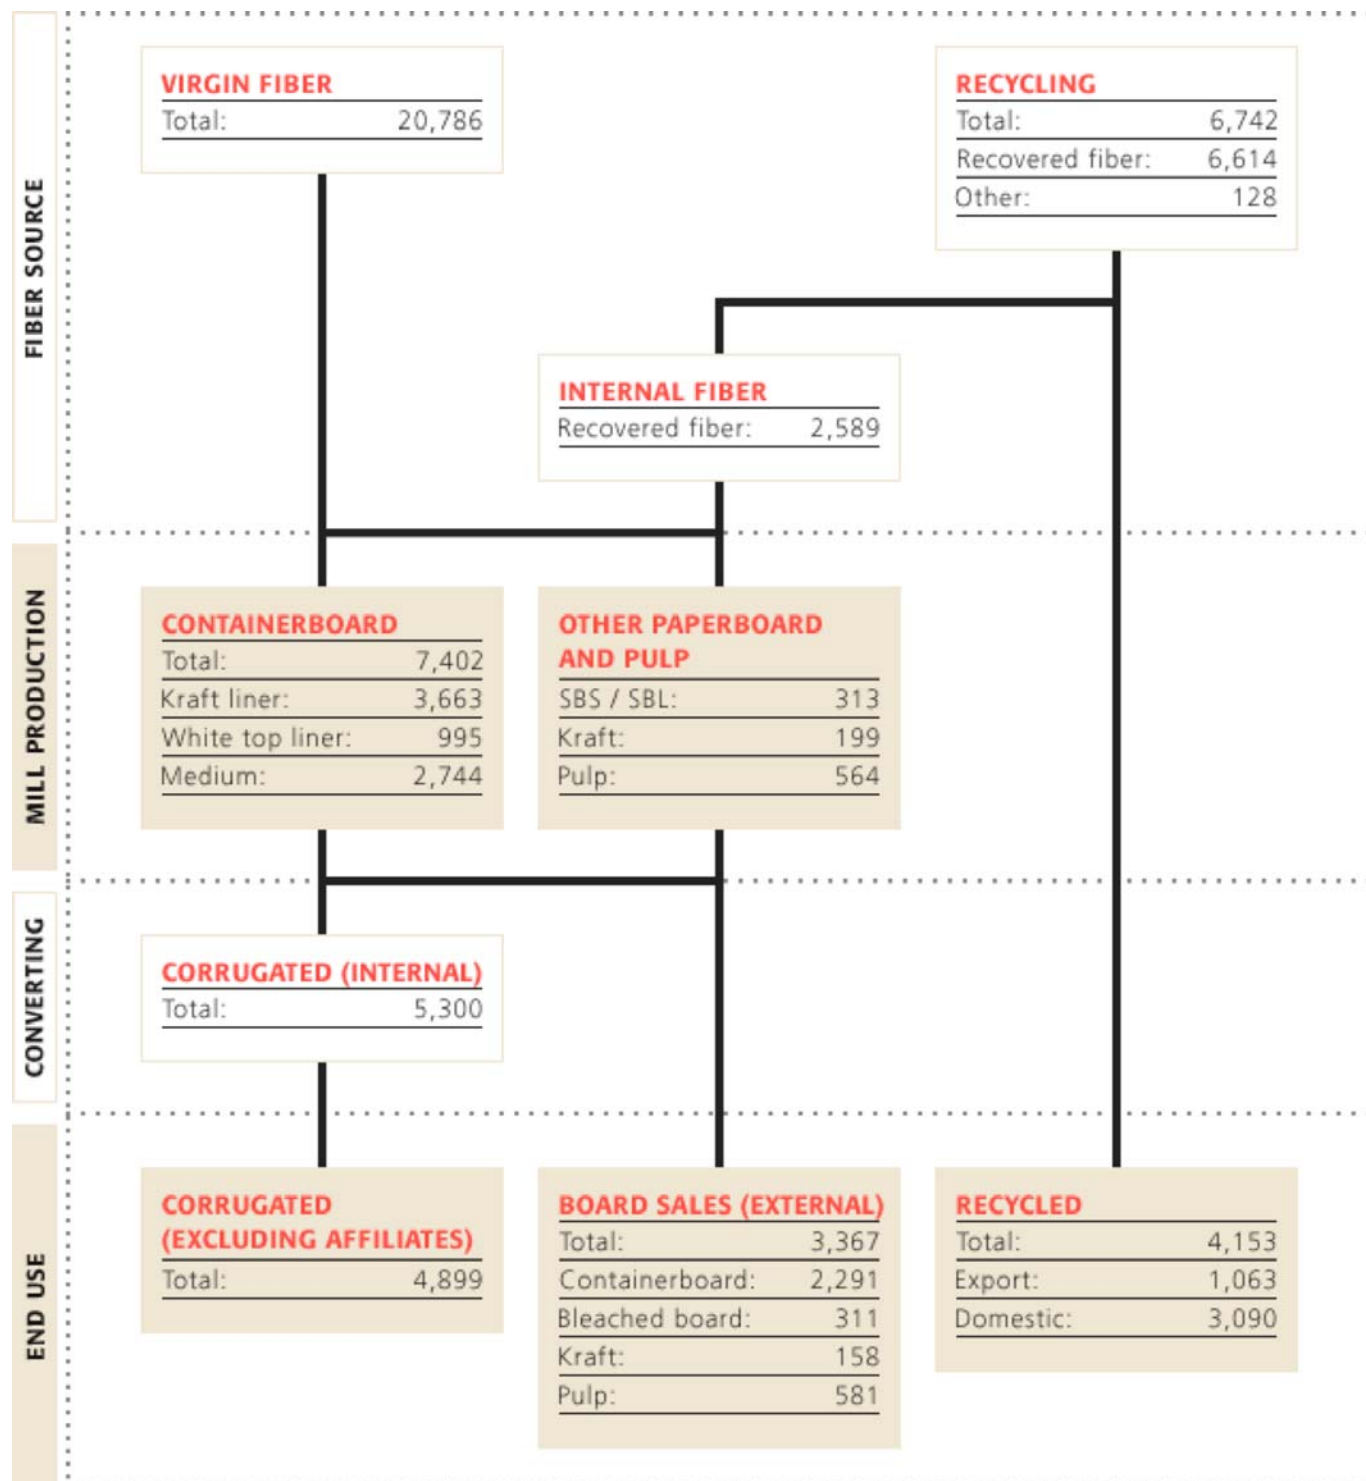 FIBER SOURCE
VIRGIN FIBER
Total: 20,786
RECYCLING
Total: 6,742
Recovered fiber: 6,614
Other: 128
INTERNAL FIBER
Recovered fiber: 2,589
MILL PRODUCTION
CONTAINERBOARD
Total: 7,402
Kraft liner: 3,663
White top liner: 995
Medium: 2,744
OTHER PAPERBOARD
AND PULP
SBS / SBL: 313
Kraft: 199
Pulp: 564
CONVERTING
CORRUGATED (INTERNAL)
Total: 5,300
END USE
CORRUGATED
(EXCLUDING AFFILIATES)
Total: 4,899
BOARD SALES (EXTERNAL)
Total: 3,367
Containerboard: 2,291
Bleached board: 311
Kraft: 158
Pulp: 581
RECYCLED
Total: 4,153
Export: 1,063
Domestic: 3,090